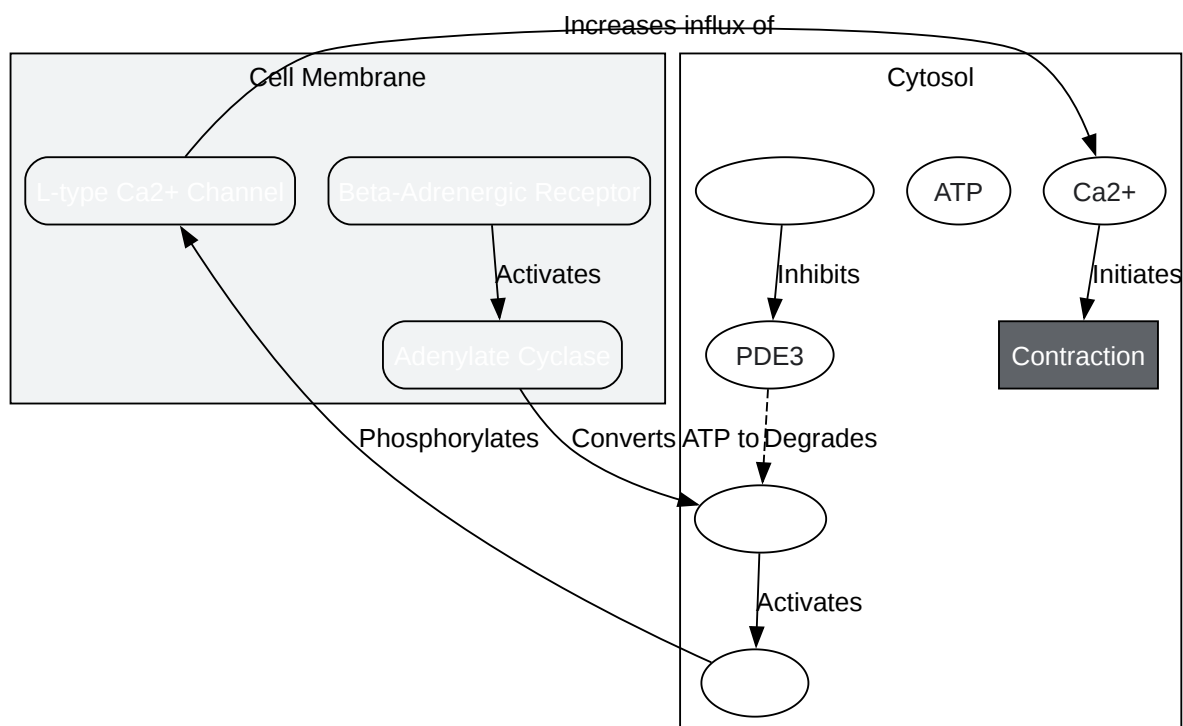 Increases influx of
Cell Membrane
Cytosol
L-type Ca2+ Channel
Beta-Adrenergic Receptor
ATP
Ca2+
Activates
Inhibits
Initiates
Adenylate Cyclase
PDE3
Contraction
Phosphorylates
Converts ATP to
Degrades
Activates